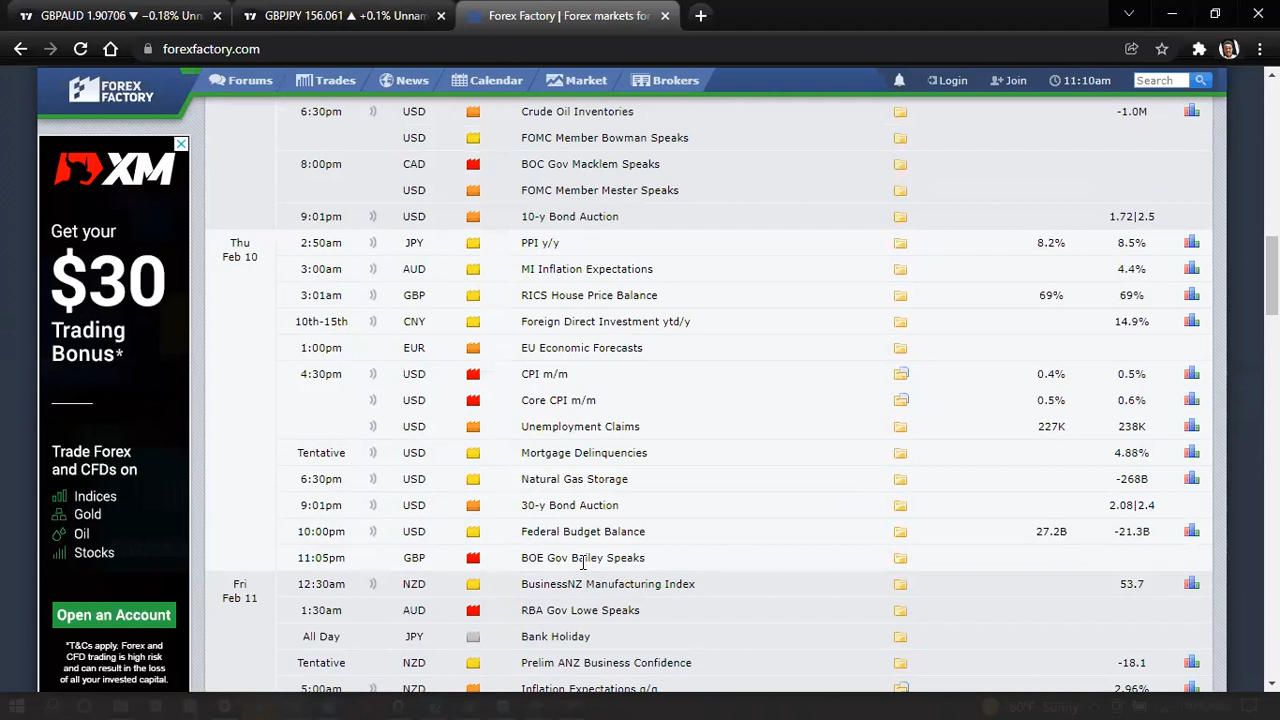 GBPAUD 1.90706 ▼ −0.18% Unn
GBPJPY 156.061 ▲ +0.1% Unnam
Forex Factory | Forex markets fo
forexfactory.com
FOREX FACTORY
Forums Trades News Calendar Market Brokers Login Join 11:10am Search
6:30pm USD Crude Oil Inventories -1.0M
USD FOMC Member Bowman Speaks
8:00pm CAD BOC Gov Macklem Speaks
USD FOMC Member Mester Speaks
9:01pm USD 10-y Bond Auction 1.72|2.5
Thu Feb 10 2:50am JPY PPI y/y 8.2% 8.5%
3:00am AUD MI Inflation Expectations 4.4%
3:01am GBP RICS House Price Balance 69% 69%
10th-15th CNY Foreign Direct Investment ytd/y 14.9%
1:00pm EUR EU Economic Forecasts
4:30pm USD CPI m/m 0.4% 0.5%
USD Core CPI m/m 0.5% 0.6%
USD Unemployment Claims 227K 238K
Tentative USD Mortgage Delinquencies 4.88%
6:30pm USD Natural Gas Storage -268B
9:01pm USD 30-y Bond Auction 2.08|2.4
10:00pm USD Federal Budget Balance 27.2B -21.3B
11:05pm GBP BOE Gov Bailey Speaks
Fri Feb 11 12:30am NZD BusinessNZ Manufacturing Index 53.7
1:30am AUD RBA Gov Lowe Speaks
All Day JPY Bank Holiday
Tentative NZD Prelim ANZ Business Confidence -18.1
5:00am NZD Inflation Expectations q/q 2.96%
XM
Get your
$30
Trading
Bonus*
Trade Forex
and CFDs on
Indices
Gold
Oil
Stocks
Open an Account
*T&Cs apply. Forex and
CFD trading is high risk
and can result in the loss
of all your invested capital.
Sunny